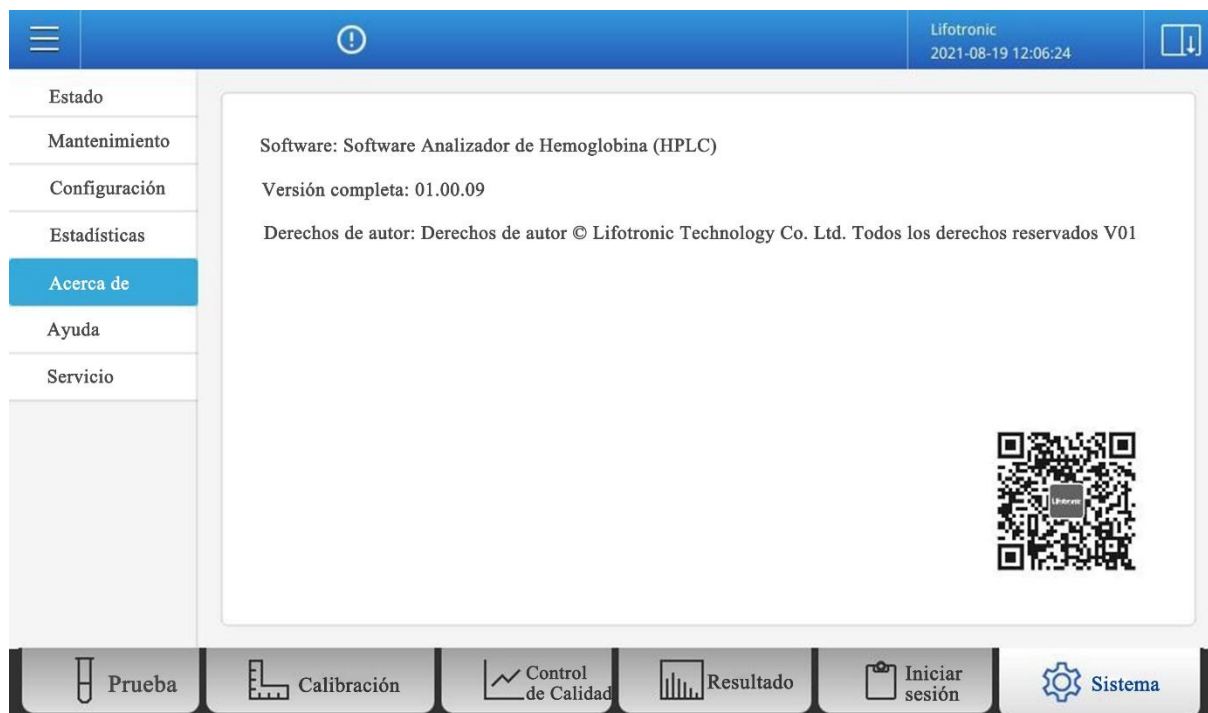 Lifotronic
2021-08-19 12:06:24
Estado
Mantenimiento
Configuración
Estadísticas
Acerca de
Ayuda
Servicio
Software: Software Analizador de Hemoglobina (HPLC)
Versión completa: 01.00.09
Derechos de autor: Derechos de autor © Lifotronic Technology Co. Ltd. Todos los derechos reservados V01
Lifotronic
Prueba
Calibración
Control
de Calidad
Resultado
Iniciar
sesión
Sistema